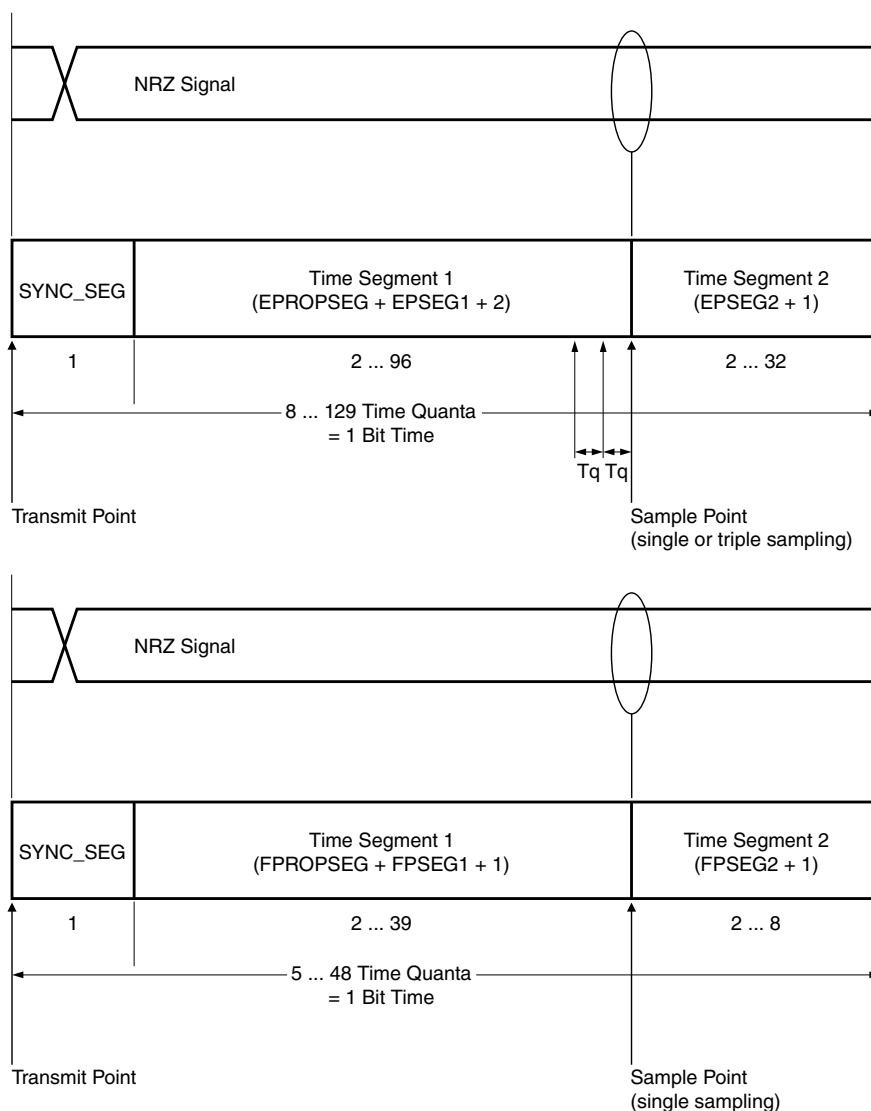 NRZ Signal
SYNC_SEG
Time Segment 1
(EPROPSEG + EPSEG1 + 2)
Time Segment 2
(EPSEG2 + 1)
1
2 ... 96
2 ... 32
8 ... 129 Time Quanta
= 1 Bit Time
Tq Tq
Transmit Point
Sample Point
(single or triple sampling)
NRZ Signal
SYNC_SEG
Time Segment 1
(FPROPSEG + FPSEG1 + 1)
Time Segment 2
(FPSEG2 + 1)
1
2 ... 39
2 ... 8
5 ... 48 Time Quanta
= 1 Bit Time
Transmit Point
Sample Point
(single sampling)